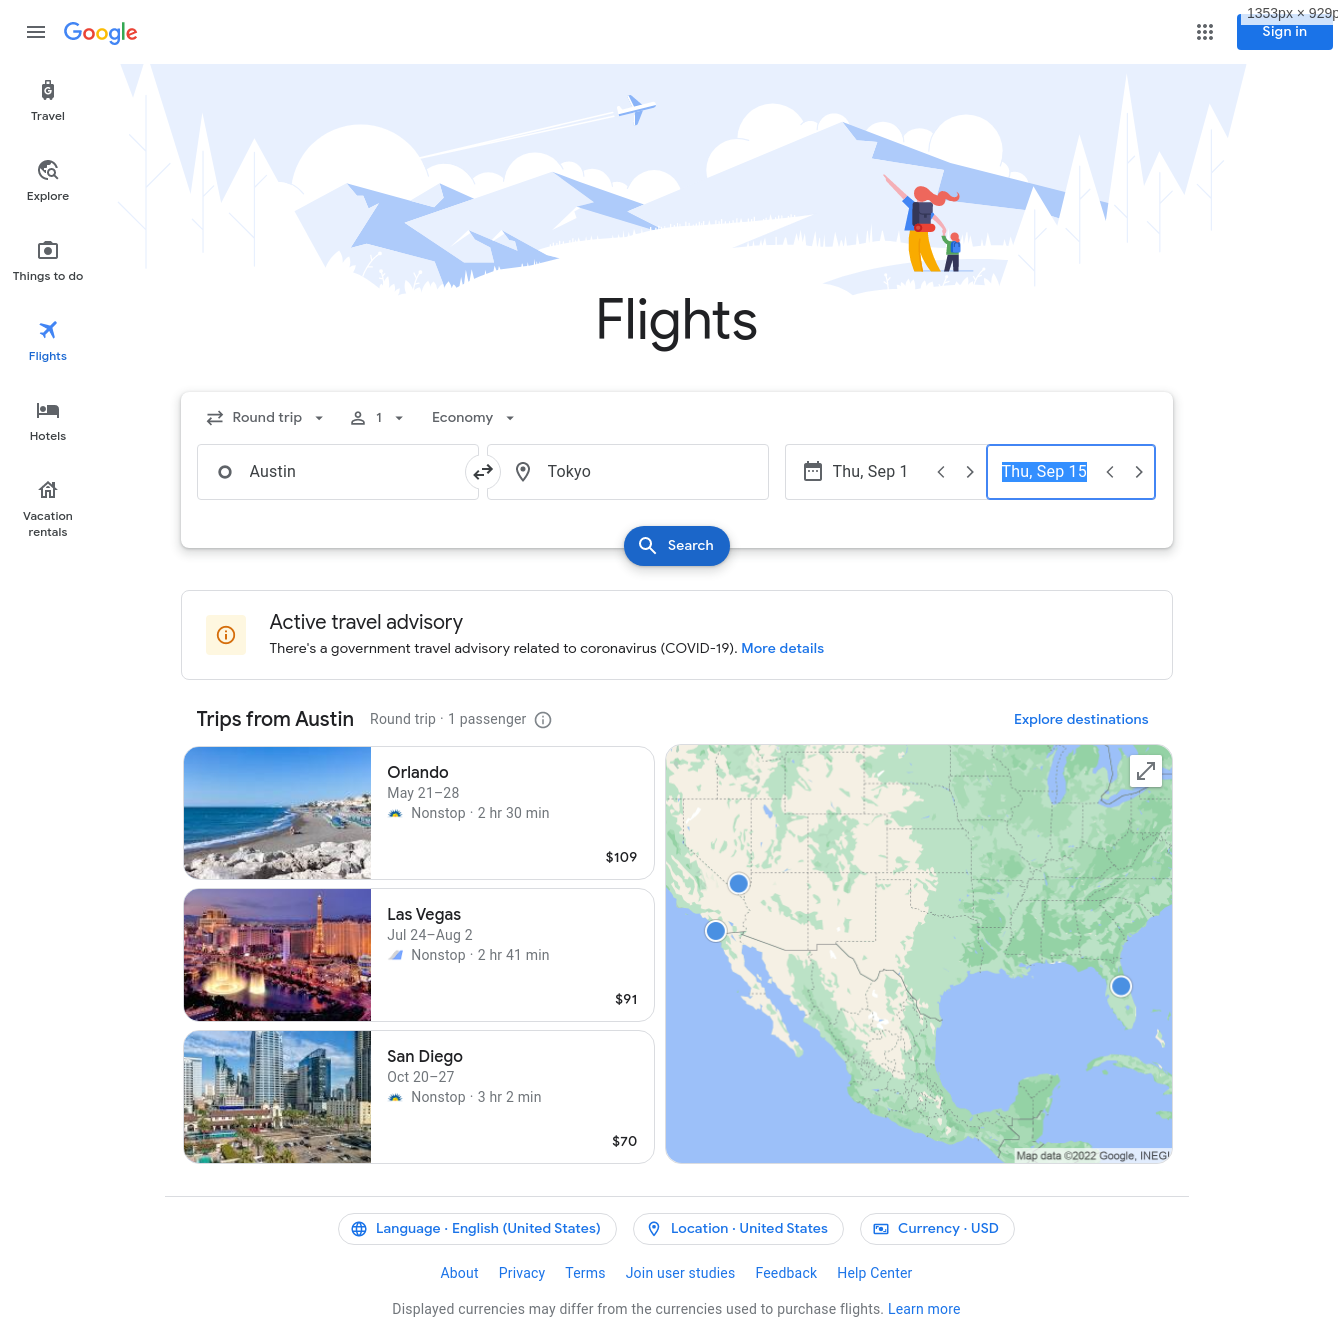 Google
1353px × 929p
Sign in
Travel
Explore
Things to do
Flights
Hotels
Vacation
rentals
Flights
Round trip 1 Economy
Austin Tokyo Thu, Sep 1 Thu, Sep 15
Search
Active travel advisory
There's a government travel advisory related to coronavirus (COVID-19). More details
Trips from Austin Round trip · 1 passenger Explore destinations
Orlando
May 21–28
Nonstop · 2 hr 30 min
$109
Las Vegas
Jul 24–Aug 2
Nonstop · 2 hr 41 min
$91
San Diego
Oct 20–27
Nonstop · 3 hr 2 min
$70
Map data ©2022 Google, INEGI
Language · English (United States) Location · United States Currency · USD
About Privacy Terms Join user studies Feedback Help Center
Displayed currencies may differ from the currencies used to purchase flights. Learn more